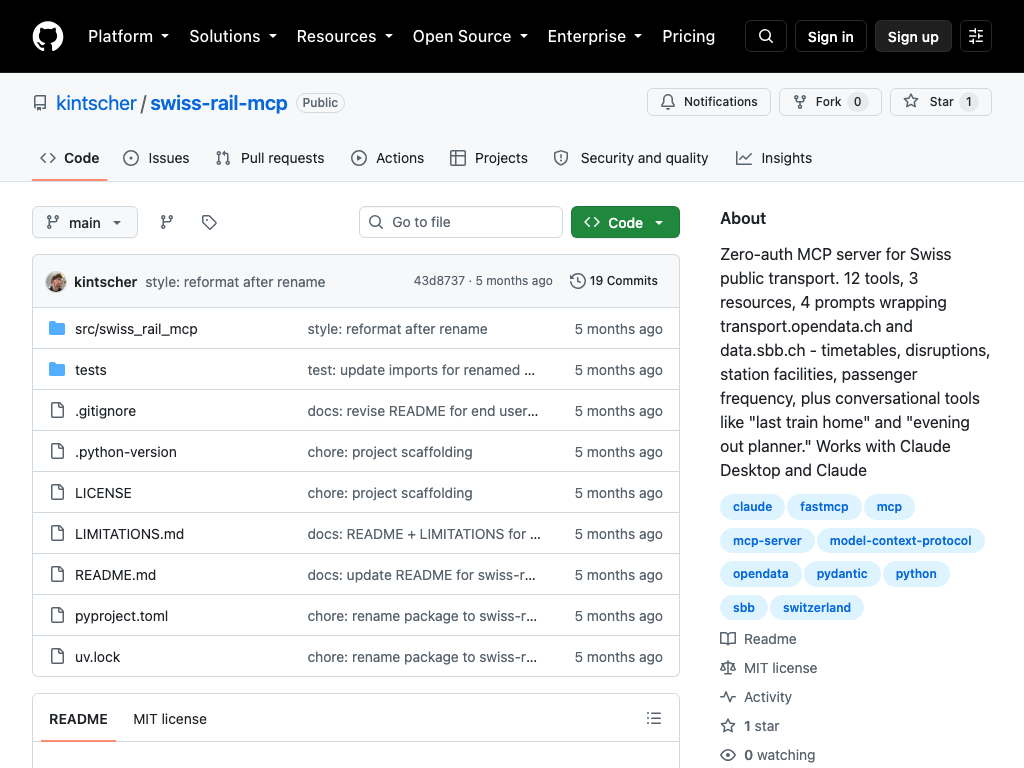 Platform Solutions Resources Open Source Enterprise Pricing Sign in Sign up
kintscher / swiss-rail-mcp Public Notifications Fork 0 Star 1
Code Issues Pull requests Actions Projects Security and quality Insights
main Go to file Code
kintscher style: reformat after rename 43d8737 · 5 months ago 19 Commits
src/swiss_rail_mcp style: reformat after rename 5 months ago
tests test: update imports for renamed ... 5 months ago
.gitignore docs: revise README for end user... 5 months ago
.python-version chore: project scaffolding 5 months ago
LICENSE chore: project scaffolding 5 months ago
LIMITATIONS.md docs: README + LIMITATIONS for ... 5 months ago
README.md docs: update README for swiss-r... 5 months ago
pyproject.toml chore: rename package to swiss-r... 5 months ago
uv.lock chore: rename package to swiss-r... 5 months ago
README MIT license
About
Zero-auth MCP server for Swiss
public transport. 12 tools, 3
resources, 4 prompts wrapping
transport.opendata.ch and
data.sbb.ch - timetables, disruptions,
station facilities, passenger
frequency, plus conversational tools
like "last train home" and "evening
out planner." Works with Claude
Desktop and Claude
claude fastmcp mcp
mcp-server model-context-protocol
opendata pydantic python
sbb switzerland
Readme
MIT license
Activity
1 star
0 watching